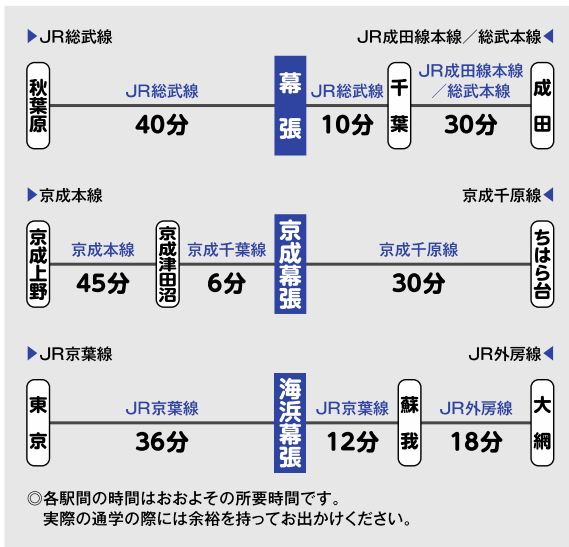 ▶JR総武線
JR成田線本線／総武本線◀
秋葉原
JR総武線
40分
幕張
JR総武線
10分
千葉
JR成田線本線
／総武本線
30分
成田
▶京成本線
京成千原線◀
京成上野
京成本線
45分
京成津田沼
京成千葉線
6分
京成幕張
京成千原線
30分
ちはら台
▶JR京葉線
JR外房線◀
東京
JR京葉線
36分
海浜幕張
JR京葉線
12分
蘇我
JR外房線
18分
大網
◎各駅間の時間はおおよその所要時間です。
実際の通学の際には余裕を持ってお出かけください。